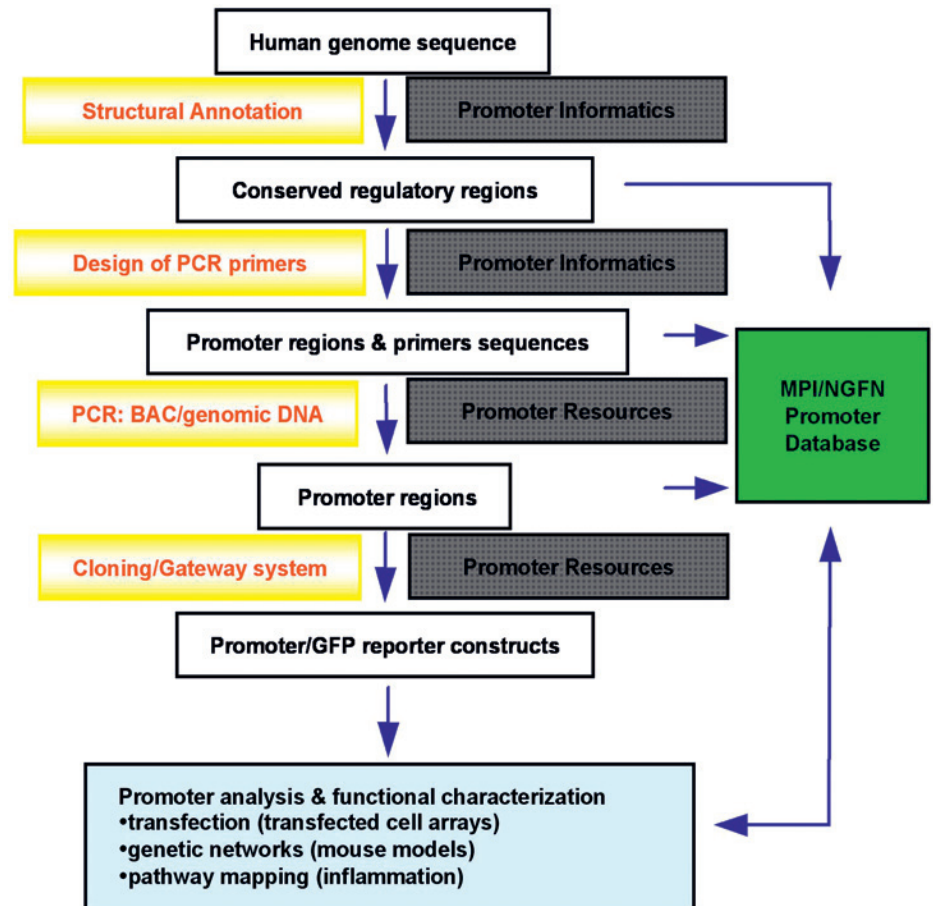 Human genome sequence
Structural Annotation
Promoter Informatics
Conserved regulatory regions
Design of PCR primers
Promoter Informatics
Promoter regions & primers sequences
MPI/NGFN
Promoter
Database
PCR: BAC/genomic DNA
Promoter Resources
Promoter regions
Cloning/Gateway system
Promoter Resources
Promoter/GFP reporter constructs
Promoter analysis & functional characterization
•transfection (transfected cell arrays)
•genetic networks (mouse models)
•pathway mapping (inflammation)